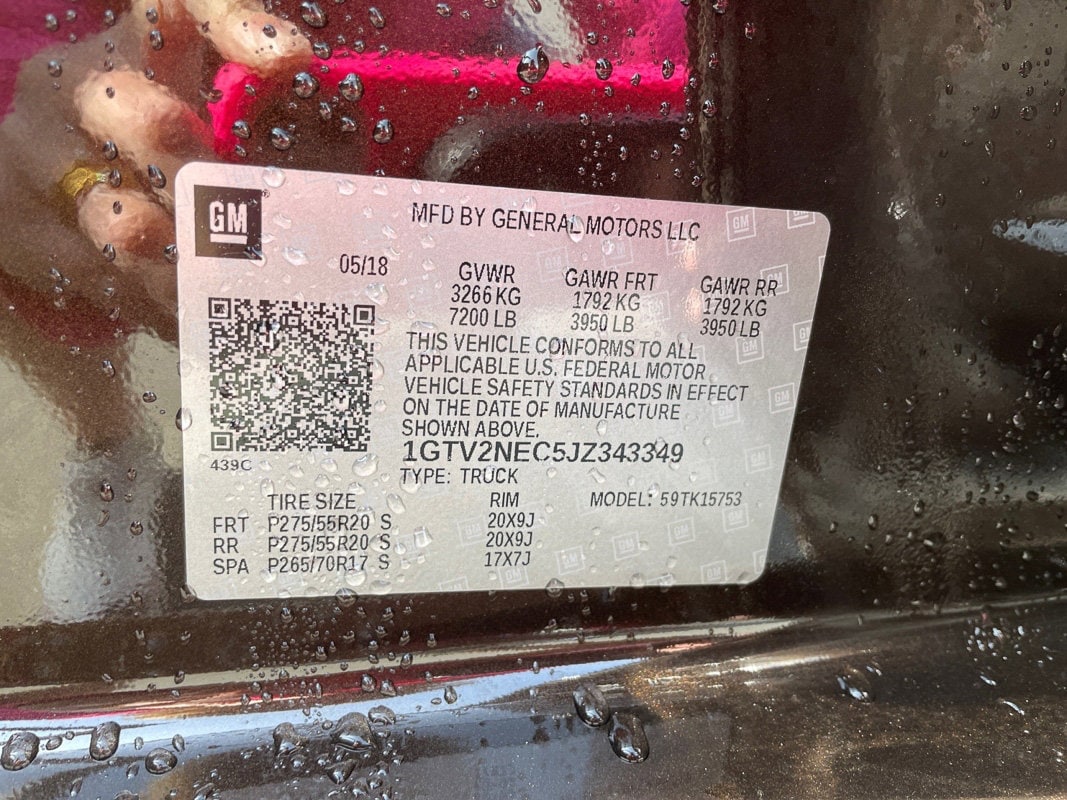 GM
MFD BY GENERAL MOTORS LLC
05/18
GVWR GAWR FRT GAWR RR
3266 KG 1792 KG 1792 KG
7200 LB 3950 LB 3950 LB
THIS VEHICLE CONFORMS TO ALL
APPLICABLE U.S. FEDERAL MOTOR
VEHICLE SAFETY STANDARDS IN EFFECT
ON THE DATE OF MANUFACTURE
SHOWN ABOVE.
1GTV2NEC5JZ343349
439C
TYPE: TRUCK
TIRE SIZE RIM MODEL: 59TK15753
FRT P275/55R20 S 20X9J
RR P275/55R20 S 20X9J
SPA P265/70R17 S 17X7J